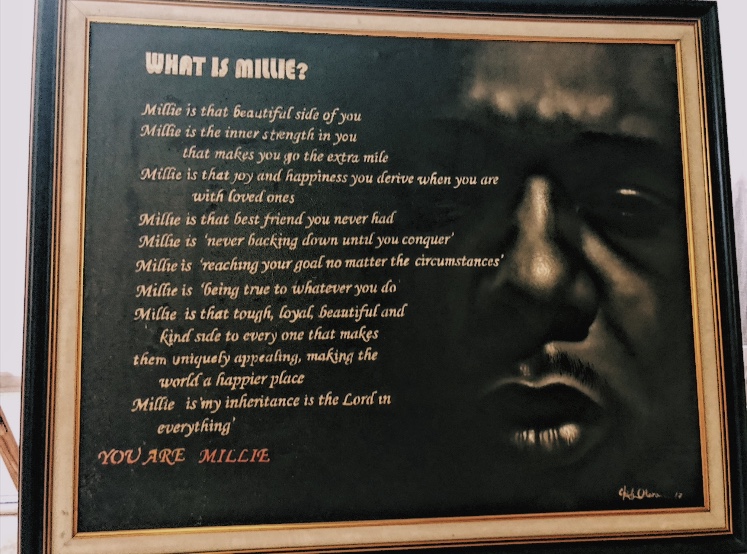 WHAT IS MILLIE?
Millie is that beautiful side of you
Millie is the inner strength in you
that makes you go the extra mile
Millie is that joy and happiness you derive when you are
with loved ones
Millie is that best friend you never had
Millie is 'never backing down until you conquer'
Millie is 'reaching your goal no matter the circumstances'
Millie is 'being true to whatever you do'
Millie is that tough, loyal, beautiful and
kind side to every one that makes
them uniquely appealing, making the
world a happier place
Millie is 'my inheritance is the Lord in
everything'
YOU ARE MILLIE